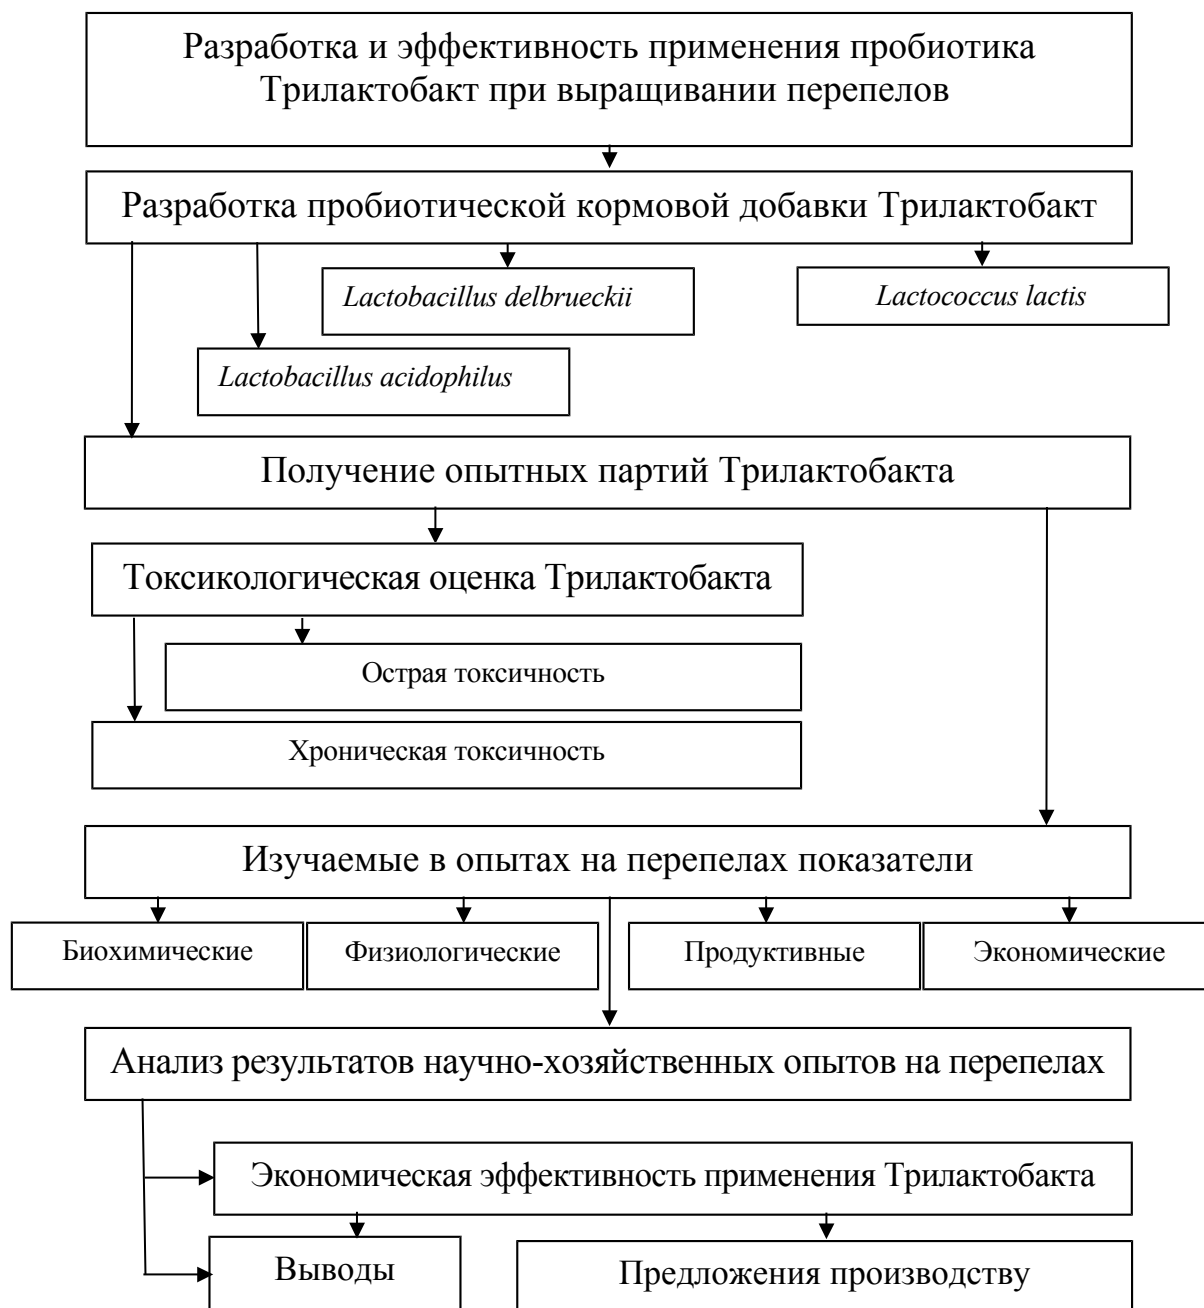 Разработка и эффективность применения пробиотика
Трилактобакт при выращивании перепелов
Разработка пробиотической кормовой добавки Трилактобакт
Lactobacillus delbrueckii
Lactococcus lactis
Lactobacillus acidophilus
Получение опытных партий Трилактобакта
Токсикологическая оценка Трилактобакта
Острая токсичность
Хроническая токсичность
Изучаемые в опытах на перепелах показатели
Биохимические
Физиологические
Продуктивные
Экономические
Анализ результатов научно-хозяйственных опытов на перепелах
Экономическая эффективность применения Трилактобакта
Выводы
Предложения производству